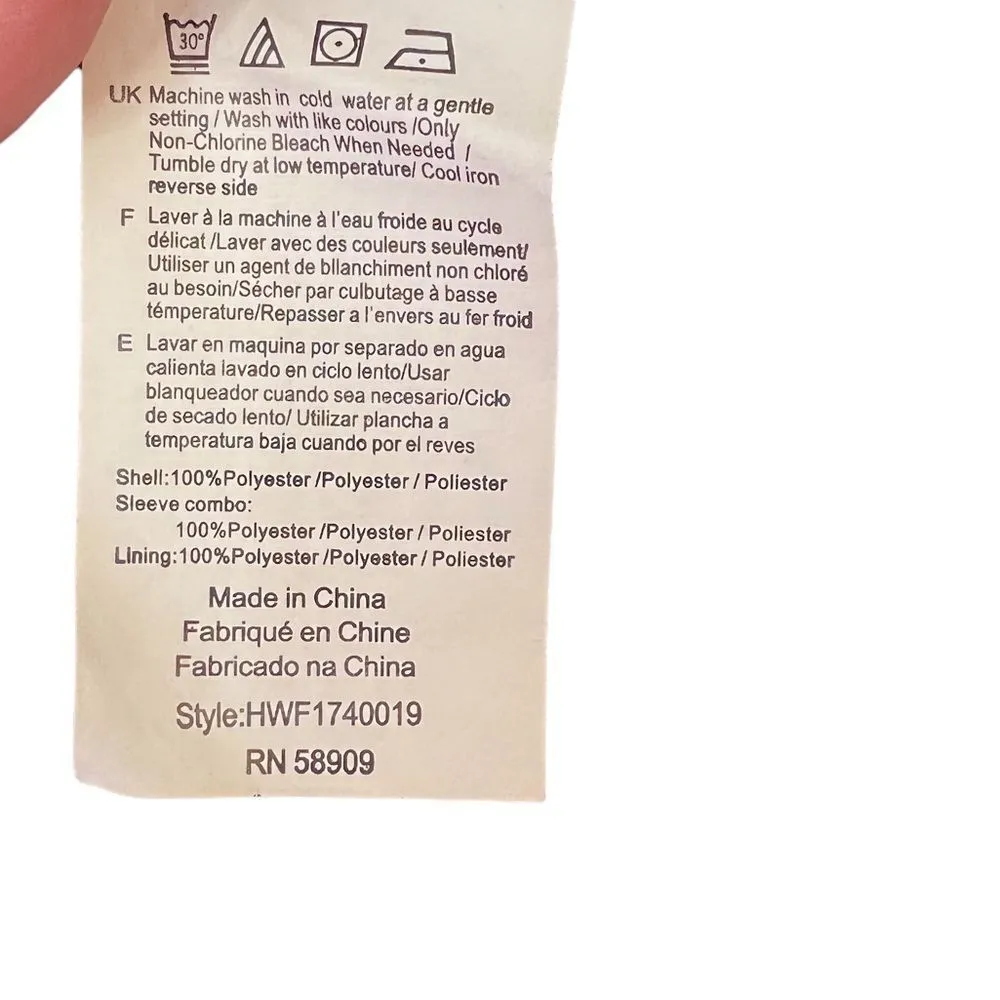 30°
UK Machine wash in cold water at a gentle
setting / Wash with like colours /Only
Non-Chlorine Bleach When Needed /
Tumble dry at low temperature/ Cool iron
reverse side
F Laver à la machine à l'eau froide au cycle
délicat /Laver avec des couleurs seulement/
Utiliser un agent de bllanchiment non chloré
au besoin/Sécher par culbutage à basse
témperature/Repasser a l'envers au fer froid
E Lavar en maquina por separado en agua
calienta lavado en ciclo lento/Usar
blanqueador cuando sea necesario/Ciclo
de secado lento/ Utilizar plancha a
temperatura baja cuando por el reves
Shell:100%Polyester /Polyester / Poliester
Sleeve combo:
100%Polyester /Polyester / Poliester
Lining:100%Polyester /Polyester / Poliester
Made in China
Fabriqué en Chine
Fabricado na China
Style:HWF1740019
RN 58909